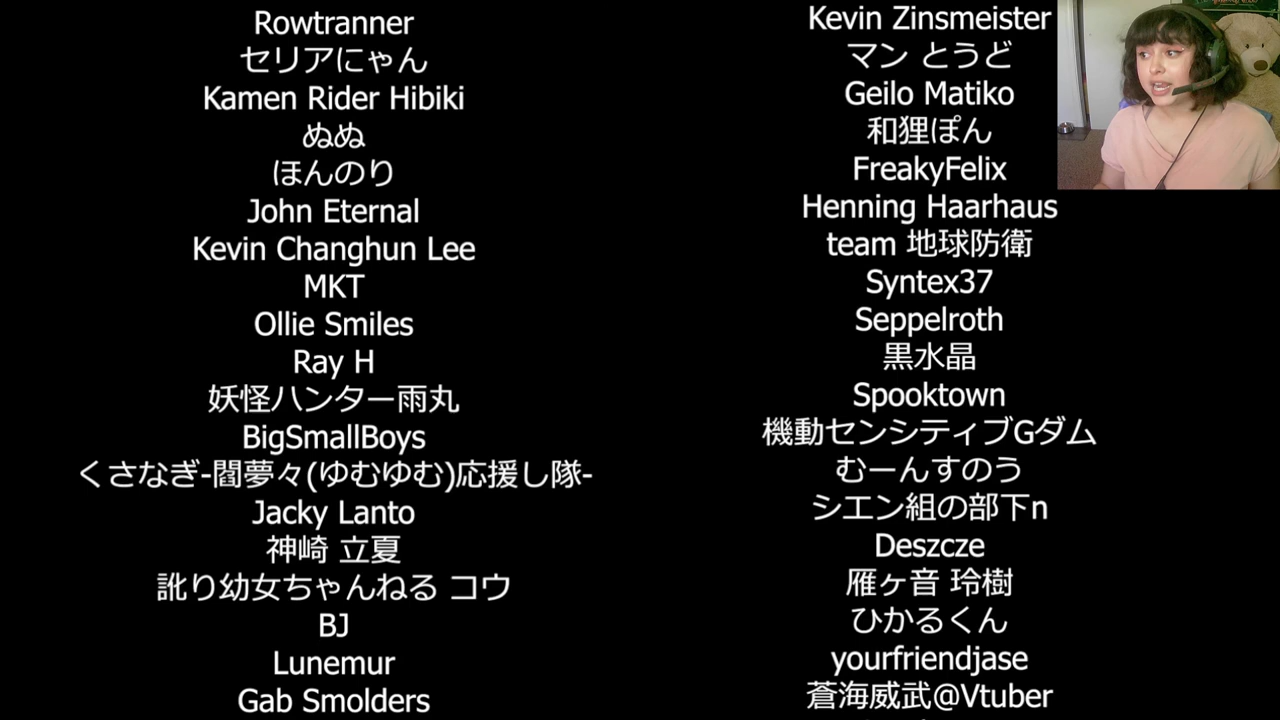 Rowtranner
セリアにゃん
Kamen Rider Hibiki
ぬぬ
ほんのり
John Eternal
Kevin Changhun Lee
MKT
Ollie Smiles
Ray H
妖怪ハンター雨丸
BigSmallBoys
くさなぎ-閻夢々(ゆむゆむ)応援し隊-
Jacky Lanto
神崎 立夏
訛り幼女ちゃんねる コウ
BJ
Lunemur
Gab Smolders
Kevin Zinsmeister
マン とうど
Geilo Matiko
和狸ぽん
FreakyFelix
Henning Haarhaus
team 地球防衛
Syntex37
Seppelroth
黒水晶
Spooktown
機動センシティブGダム
むーんすのう
シエン組の部下n
Deszcze
雁ヶ音 玲樹
ひかるくん
yourfriendjase
蒼海威武@Vtuber